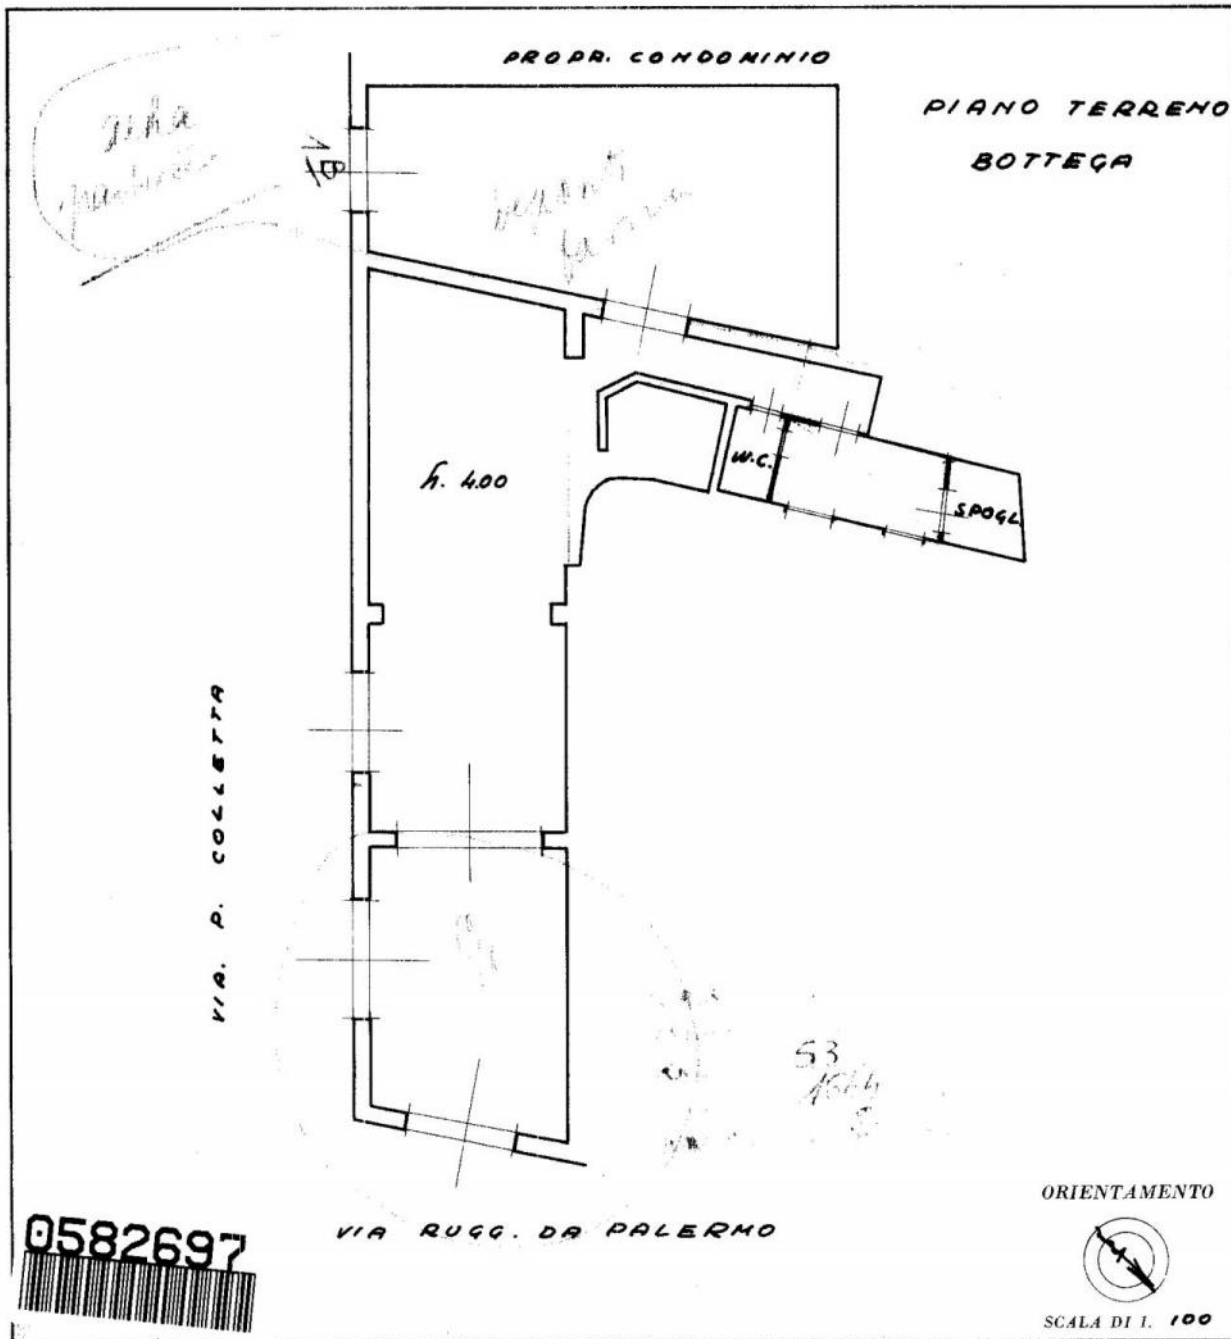 PROPR. CONDOMINIO
PIANO TERRENO
BOTTEGA
h. 4.00
W.C.
SPOGL.
VIA. P. COLLETTA
53
VIA RUGG. DA PALERMO
ORIENTAMENTO
SCALA DI 1. 100
0582697